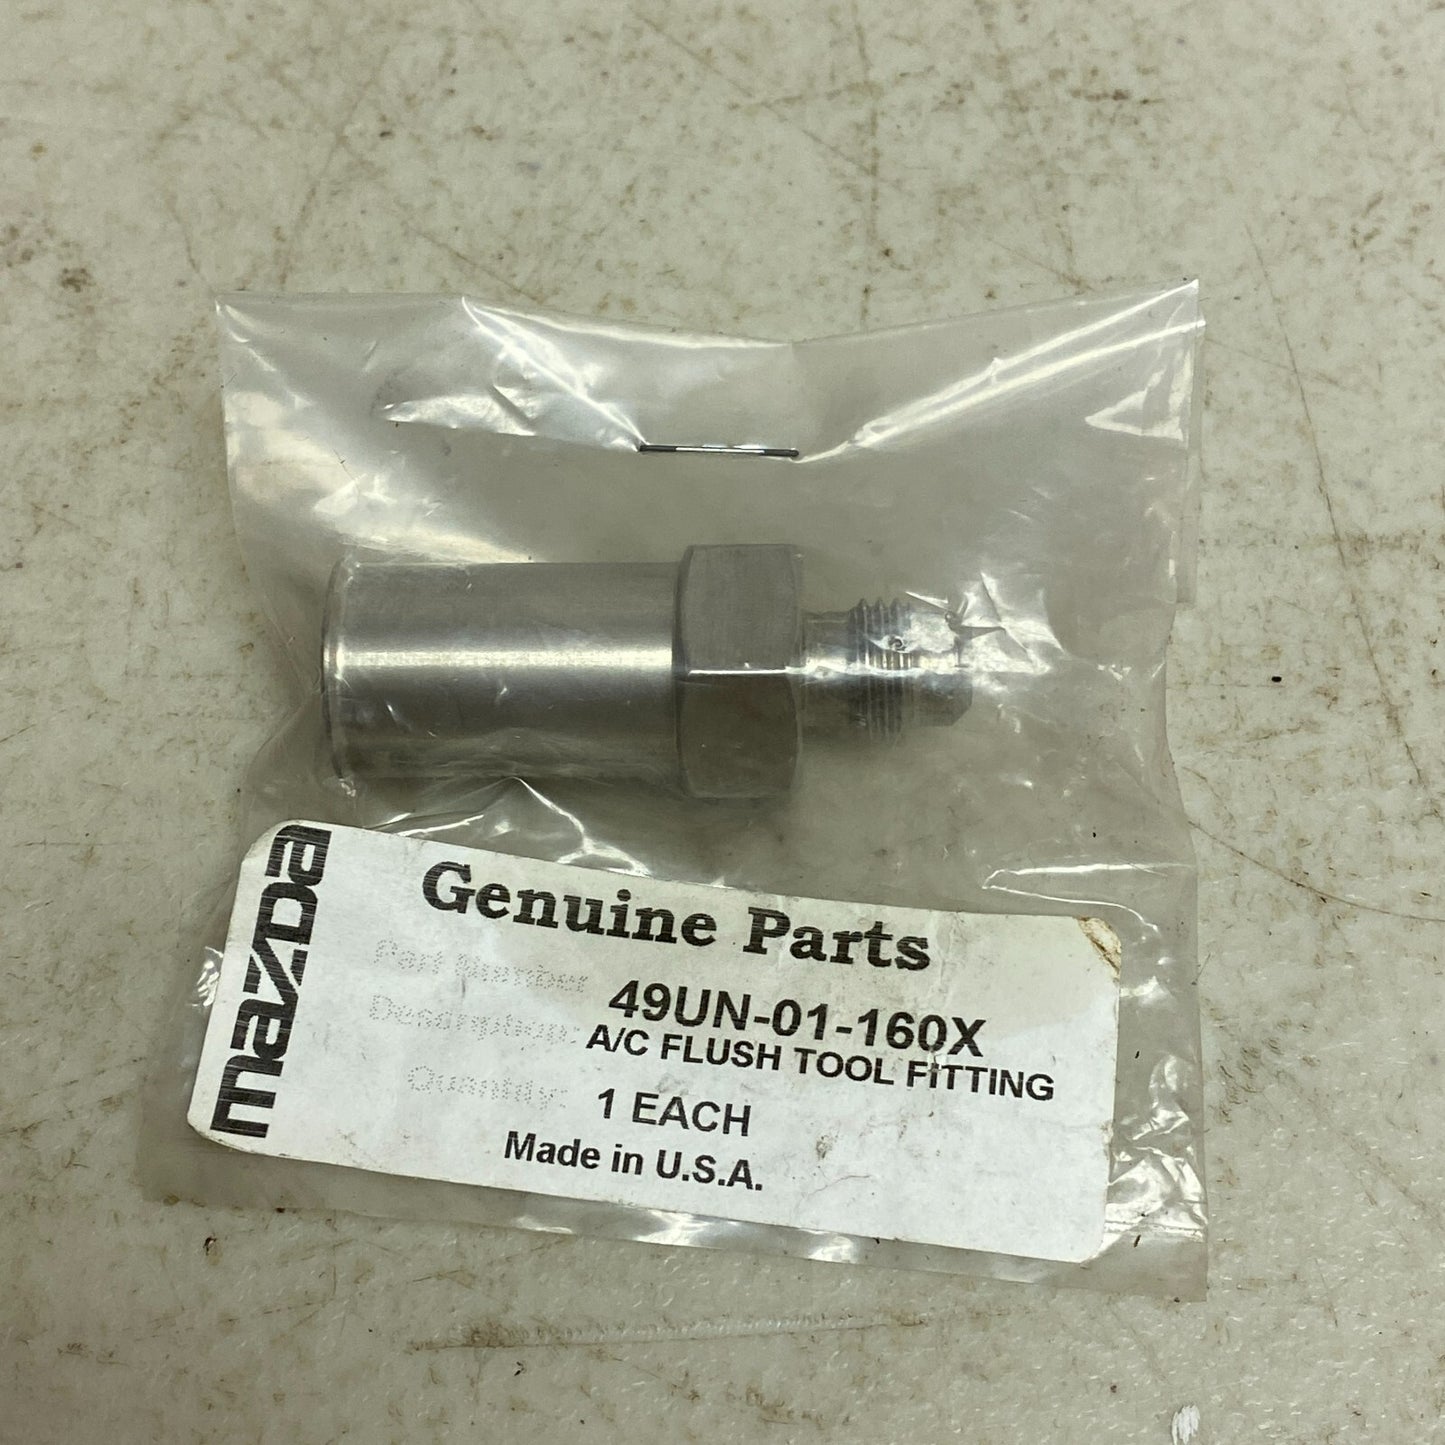 mazda
Genuine Parts
Part Number 49UN-01-160X
Description: A/C FLUSH TOOL FITTING
Quantity: 1 EACH
Made in U.S.A.